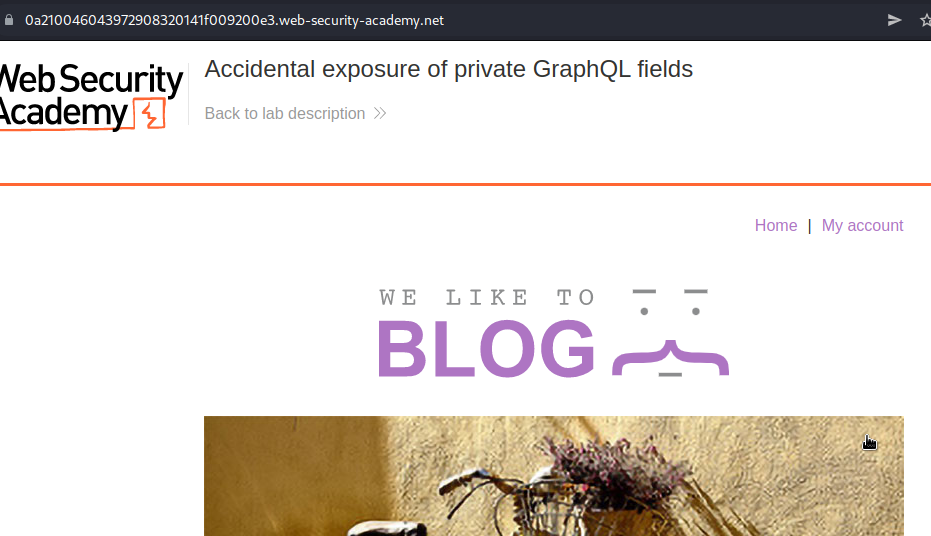 0a210046043972908320141f009200e3.web-security-academy.net
Web Security
Academy
Accidental exposure of private GraphQL fields
Back to lab description
Home | My account
WE LIKE TO
BLOG